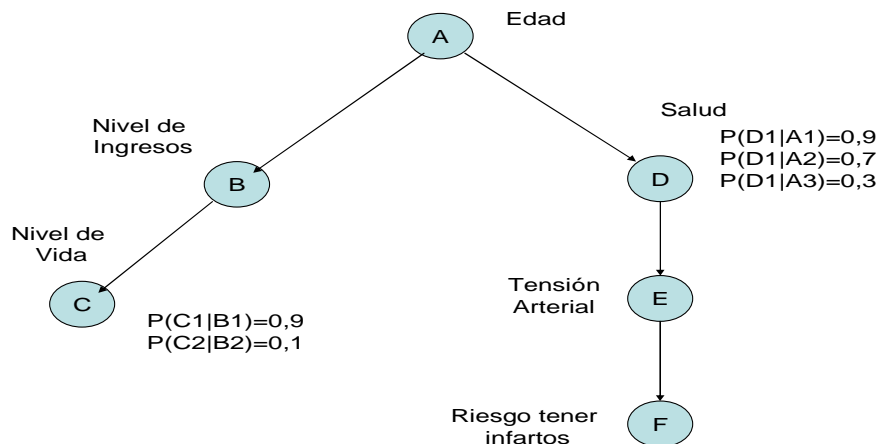 A
Edad
Nivel de
Ingresos
B
Salud
P(D1|A1)=0,9
P(D1|A2)=0,7
P(D1|A3)=0,3
D
Nivel de
Vida
C
P(C1|B1)=0,9
P(C2|B2)=0,1
Tensión
Arterial
E
Riesgo tener
infartos
F